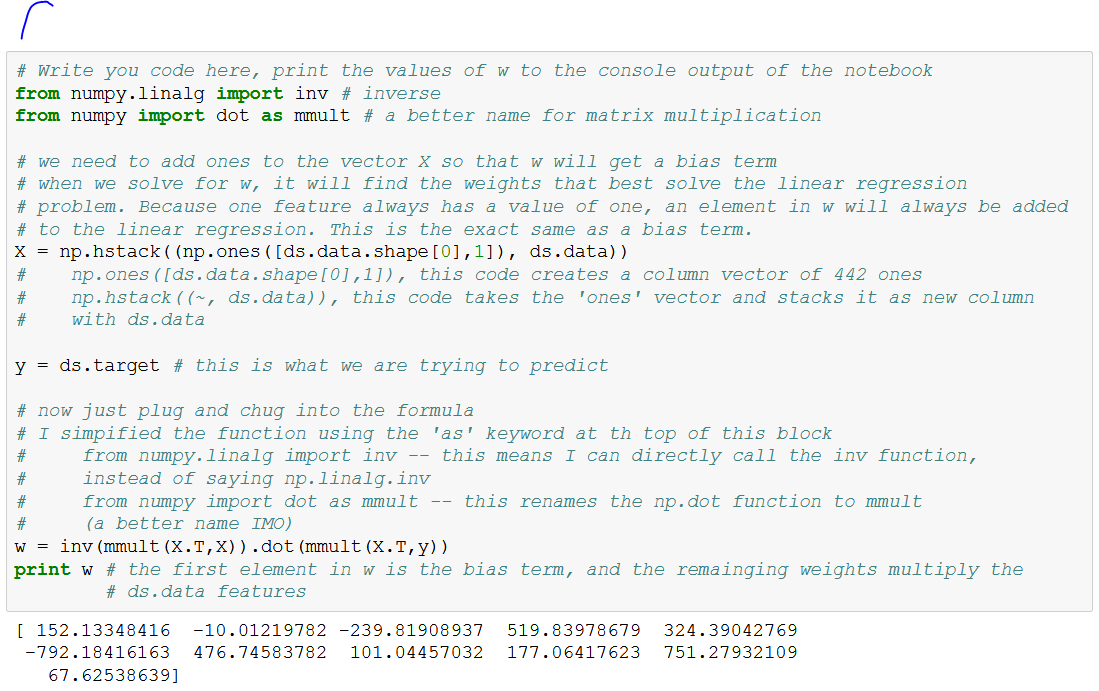 # Write you code here, print the values of w to the console output of the notebook
from numpy.linalg import inv # inverse
from numpy import dot as mmult # a better name for matrix multiplication
# we need to add ones to the vector X so that w will get a bias term
# when we solve for w, it will find the weights that best solve the linear regression
# problem. Because one feature always has a value of one, an element in w will always be added
# to the linear regression. This is the exact same as a bias term.
X = np.hstack((np.ones([ds.data.shape[0],1]), ds.data))
#    np.ones([ds.data.shape[0],1]), this code creates a column vector of 442 ones
#    np.hstack((~, ds.data)), this code takes the 'ones' vector and stacks it as new column
#    with ds.data
y = ds.target # this is what we are trying to predict
# now just plug and chug into the formula
# I simpified the function using the 'as' keyword at th top of this block
#     from numpy.linalg import inv -- this means I can directly call the inv function,
#     instead of saying np.linalg.inv
#     from numpy import dot as mmult -- this renames the np.dot function to mmult
#     (a better name IMO)
w = inv(mmult(X.T,X)).dot(mmult(X.T,y))
print w # the first element in w is the bias term, and the remainging weights multiply the
        # ds.data features
[ 152.13348416  -10.01219782 -239.81908937  519.83978679  324.39042769
 -792.18416163  476.74583782  101.04457032  177.06417623  751.27932109
   67.62538639]